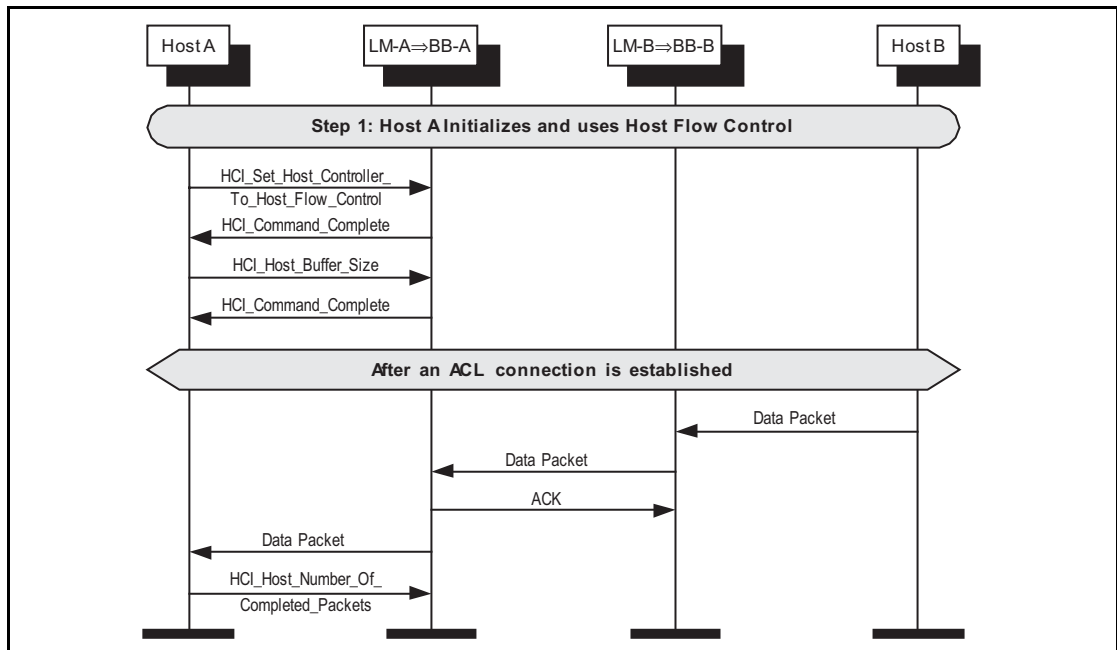 Host A
LM-A⇒BB-A
LM-B⇒BB-B
Host B
Step 1: Host A Initializes and uses Host Flow Control
HCI_Set_Host_Controller_
To_Host_Flow_Control
HCI_Command_Complete
HCI_Host_Buffer_Size
HCI_Command_Complete
After an ACL connection is established
Data Packet
Data Packet
ACK
Data Packet
HCI_Host_Number_Of_
Completed_Packets